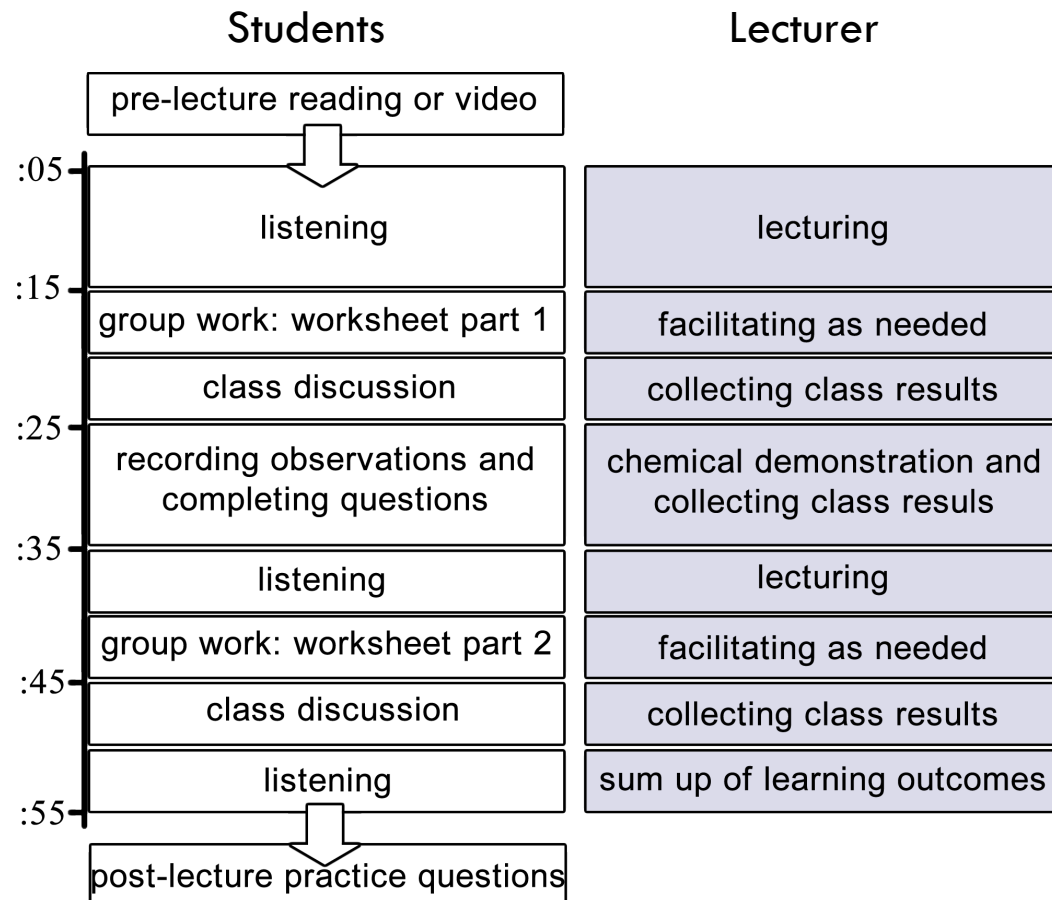 Students Lecturer
pre-lecture reading or video
:05
listening
lecturing
:15
group work: worksheet part 1
facilitating as needed
class discussion
collecting class results
:25
recording observations and
completing questions
chemical demonstration and
collecting class resuls
:35
listening
lecturing
group work: worksheet part 2
facilitating as needed
:45
class discussion
collecting class results
listening
sum up of learning outcomes
:55
post-lecture practice questions